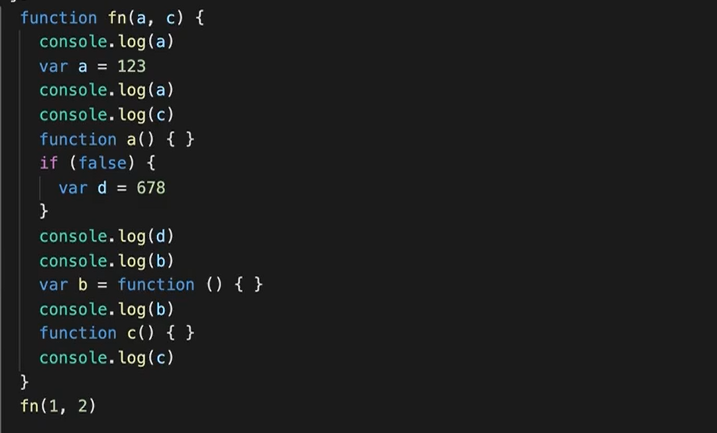 function fn(a, c) {
  console.log(a)
  var a = 123
  console.log(a)
  console.log(c)
  function a() { }
  if (false) {
    var d = 678
  }
  console.log(d)
  console.log(b)
  var b = function () { }
  console.log(b)
  function c() { }
  console.log(c)
}
fn(1, 2)